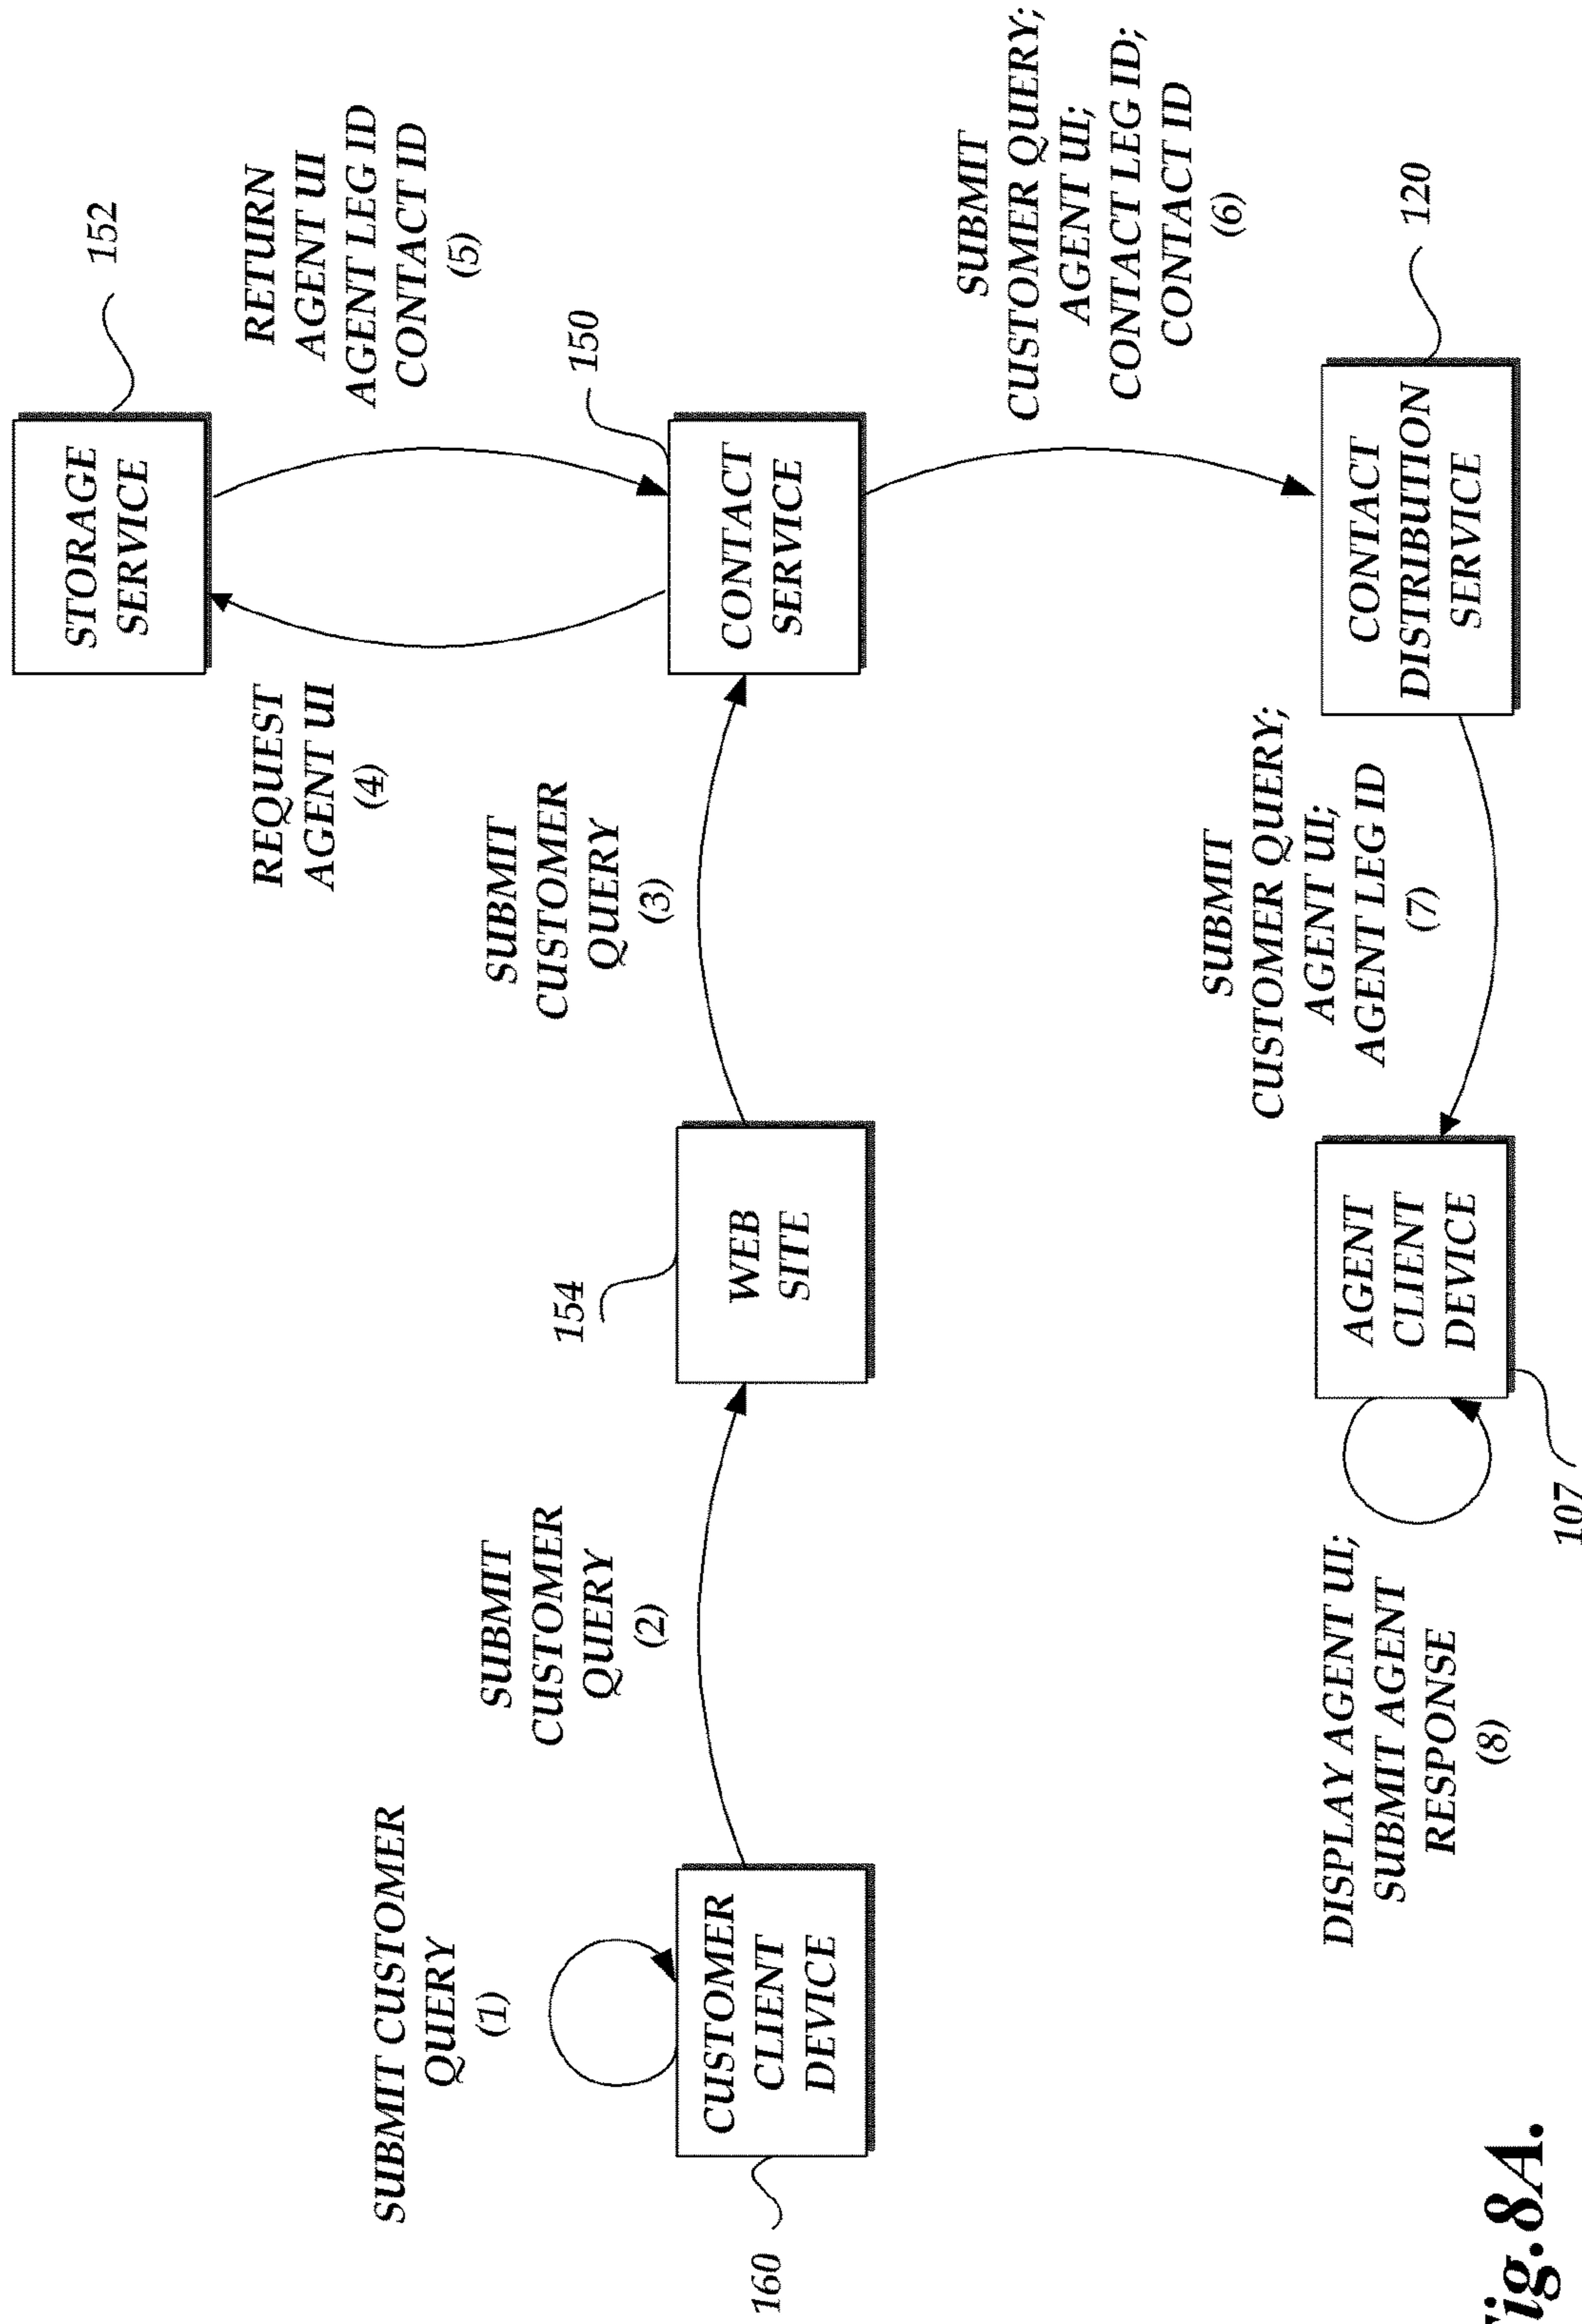 SUBMIT CUSTOMER
QUERY
(1)
CUSTOMER
CLIENT
DEVICE
160
SUBMIT
CUSTOMER
QUERY
(2)
154
WEB
SITE
SUBMIT
CUSTOMER
QUERY
(3)
REQUEST
AGENT UI
(4)
STORAGE
SERVICE
152
RETURN
AGENT UI
AGENT LEG ID
CONTACT ID
(5)
150
CONTACT
SERVICE
SUBMIT
CUSTOMER QUERY;
AGENT UI;
CONTACT LEG ID;
CONTACT ID
(6)
120
CONTACT
DISTRIBUTION
SERVICE
SUBMIT
CUSTOMER QUERY;
AGENT UI;
AGENT LEG ID
(7)
AGENT
CLIENT
DEVICE
107
DISPLAY AGENT UI;
SUBMIT AGENT
RESPONSE
(8)
Fig.8A.